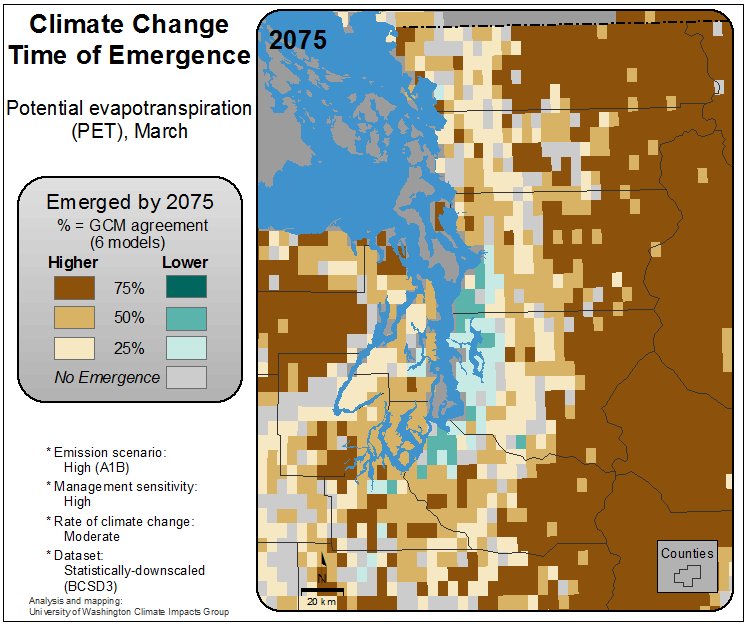 Climate Change
Time of Emergence
Potential evapotranspiration
(PET), March
Emerged by 2075
% = GCM agreement
(6 models)
Higher Lower
75%
50%
25%
No Emergence
* Emission scenario:
High (A1B)
* Management sensitivity:
High
* Rate of climate change:
Moderate
* Dataset:
Statistically-downscaled
(BCSD3)
Analysis and mapping:
University of Washington Climate Impacts Group
2075
N
20 km
Counties